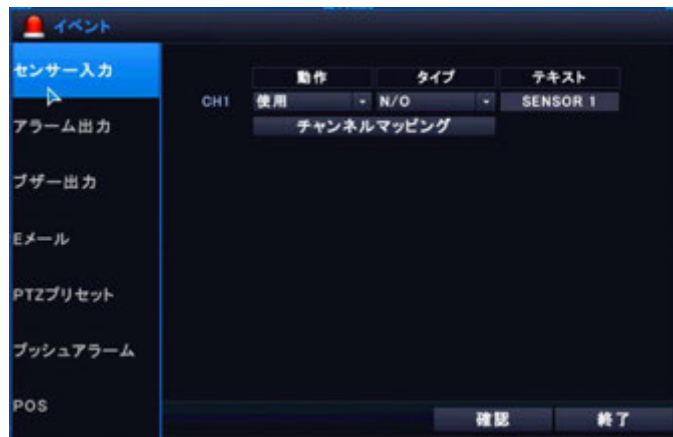 イベント
センサー入力
動作 タイプ テキスト
CH1 使用 N/O SENSOR 1
チャンネルマッピング
アラーム出力
ブザー出力
Eメール
PTZプリセット
プッシュアラーム
POS
確認 終了